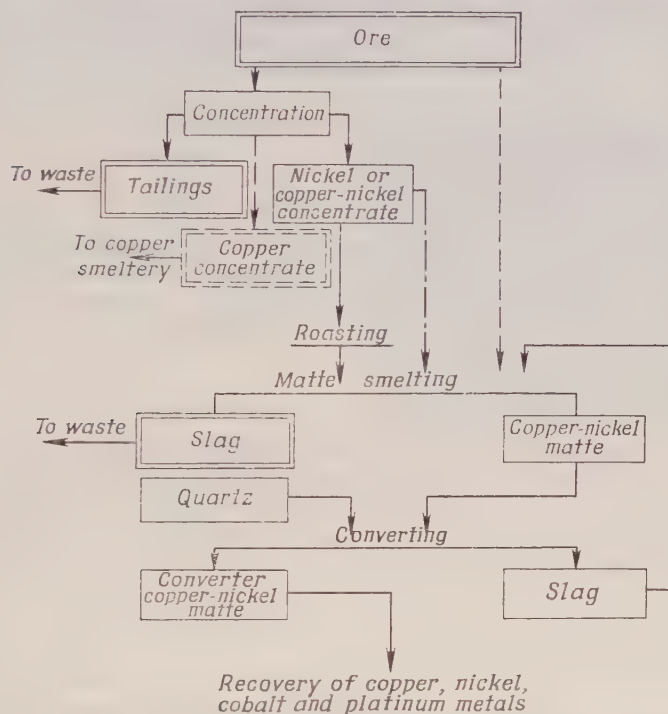 Ore
Concentration
To waste
Tailings
Nickel or
copper-nickel
concentrate
To copper
smeltery
Copper
concentrate
Roasting
Matte smelting
To waste
Slag
Copper-nickel
matte
Quartz
Converting
Converter
copper-nickel
matte
Slag
Recovery of copper, nickel,
cobalt and platinum metals